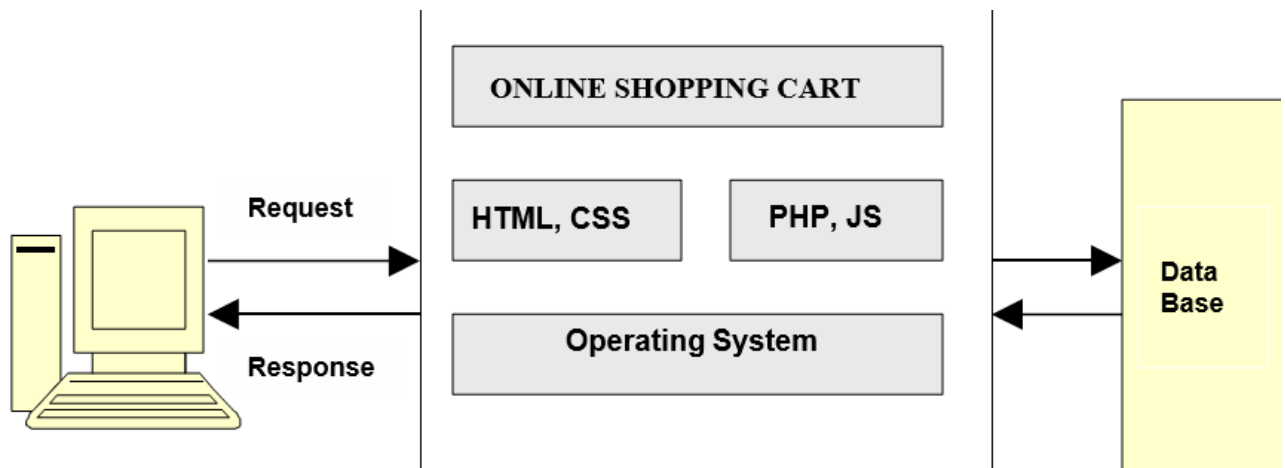 ONLINE SHOPPING CART
Request
HTML, CSS
PHP, JS
Data
Base
Operating System
Response